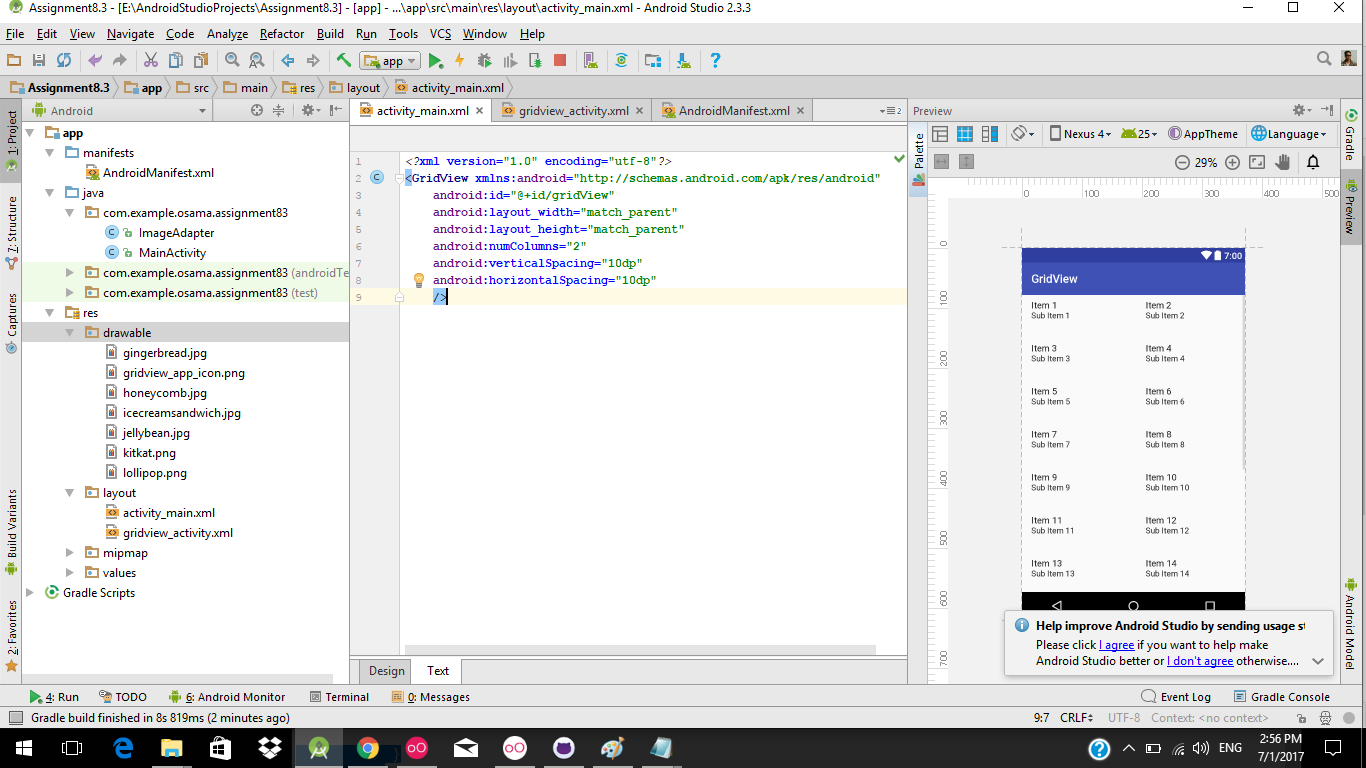 Assignment8.3 - [E:\AndroidStudioProjects\Assignment8.3] - [app] - ...\app\src\main\res\layout\activity_main.xml - Android Studio 2.3.3
File Edit View Navigate Code Analyze Refactor Build Run Tools VCS Window Help
app
Assignment8.3 app src main res layout activity_main.xml
1: Project
7: Structure
Captures
Build Variants
2: Favorites
Android
app
manifests
AndroidManifest.xml
java
com.example.osama.assignment83
ImageAdapter
MainActivity
com.example.osama.assignment83 (androidTe
com.example.osama.assignment83 (test)
res
drawable
gingerbread.jpg
gridview_app_icon.png
honeycomb.jpg
icecreamsandwich.jpg
jellybean.jpg
kitkat.png
lollipop.png
layout
activity_main.xml
gridview_activity.xml
mipmap
values
Gradle Scripts
activity_main.xml gridview_activity.xml AndroidManifest.xml 2
1 <?xml version="1.0" encoding="utf-8"?>
2 <GridView xmlns:android="http://schemas.android.com/apk/res/android"
3 android:id="@+id/gridView"
4 android:layout_width="match_parent"
5 android:layout_height="match_parent"
6 android:numColumns="2"
7 android:verticalSpacing="10dp"
8 android:horizontalSpacing="10dp"
9 />
Design Text
Preview
Palette
Nexus 4 25 AppTheme Language
29%
0 100 200 300 400 500
0
100
200
300
400
500
600
700
7:00
GridView
Item 1 Item 2
Sub Item 1 Sub Item 2
Item 3 Item 4
Sub Item 3 Sub Item 4
Item 5 Item 6
Sub Item 5 Sub Item 6
Item 7 Item 8
Sub Item 7 Sub Item 8
Item 9 Item 10
Sub Item 9 Sub Item 10
Item 11 Item 12
Sub Item 11 Sub Item 12
Item 13 Item 14
Sub Item 13 Sub Item 14
Help improve Android Studio by sending usage st
Please click I agree if you want to help make
Android Studio better or I don't agree otherwise....
Gradle
Preview
Android Model
4: Run TODO 6: Android Monitor Terminal 0: Messages Event Log Gradle Console
Gradle build finished in 8s 819ms (2 minutes ago) 9:7 CRLF UTF-8 Context: <no context>
ENG 2:56 PM
7/1/2017